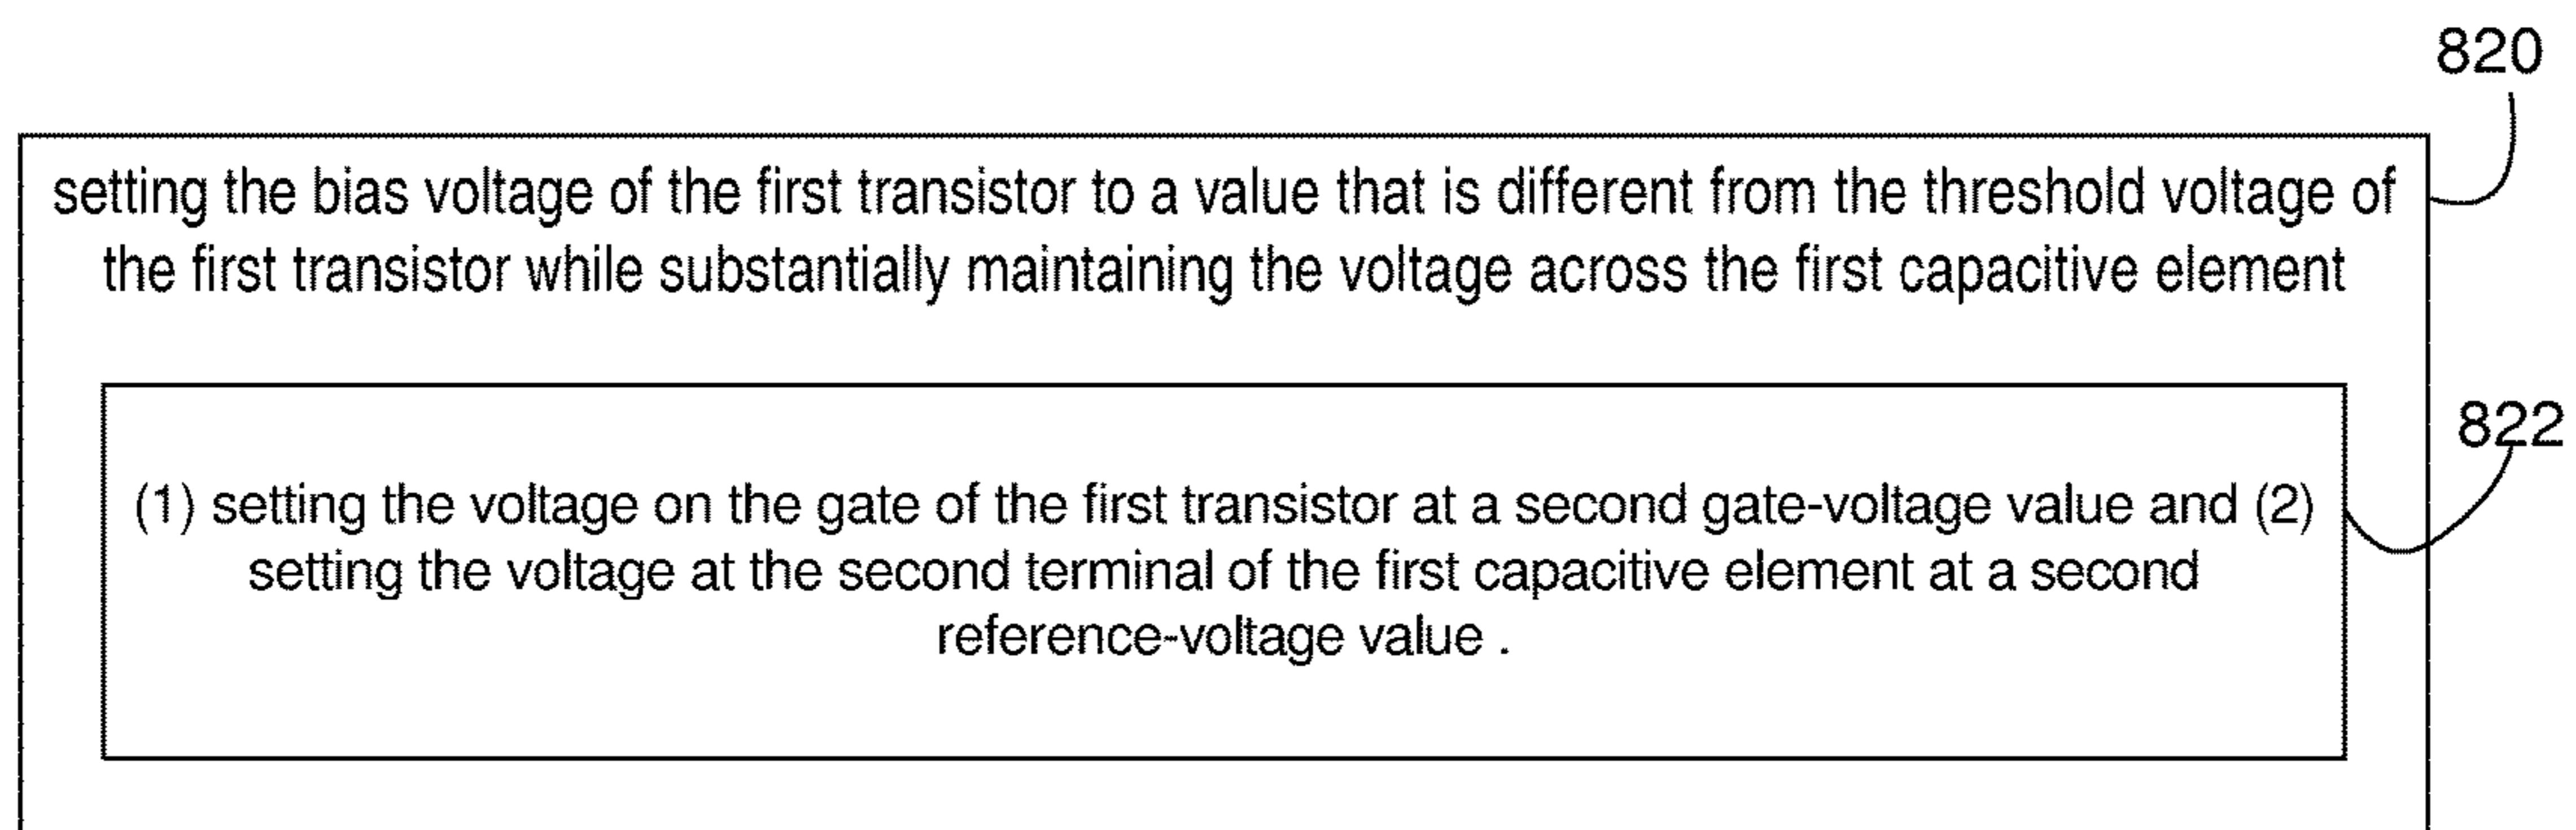 820
setting the bias voltage of the first transistor to a value that is different from the threshold voltage of
the first transistor while substantially maintaining the voltage across the first capacitive element
822
(1) setting the voltage on the gate of the first transistor at a second gate-voltage value and (2)
setting the voltage at the second terminal of the first capacitive element at a second
reference-voltage value .